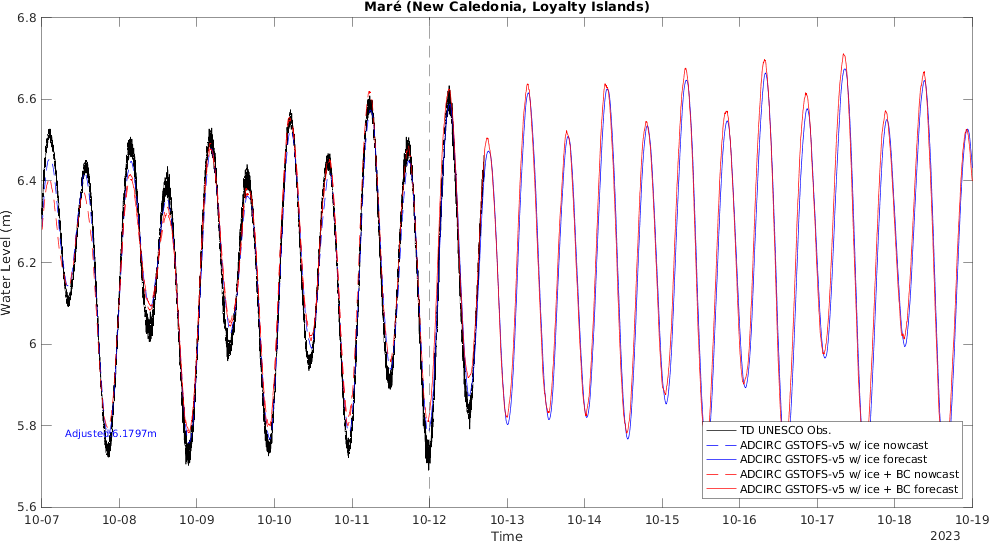 Maré (New Caledonia, Loyalty Islands)
6.8
6.6
6.4
6.2
6
5.8
5.6
Water Level (m)
Adjusted 6.1797m
TD UNESCO Obs.
ADCIRC GSTOFS-v5 w/ ice nowcast
ADCIRC GSTOFS-v5 w/ ice forecast
ADCIRC GSTOFS-v5 w/ ice + BC nowcast
ADCIRC GSTOFS-v5 w/ ice + BC forecast
10-07 10-08 10-09 10-10 10-11 10-12 10-13 10-14 10-15 10-16 10-17 10-18 10-19
Time
2023